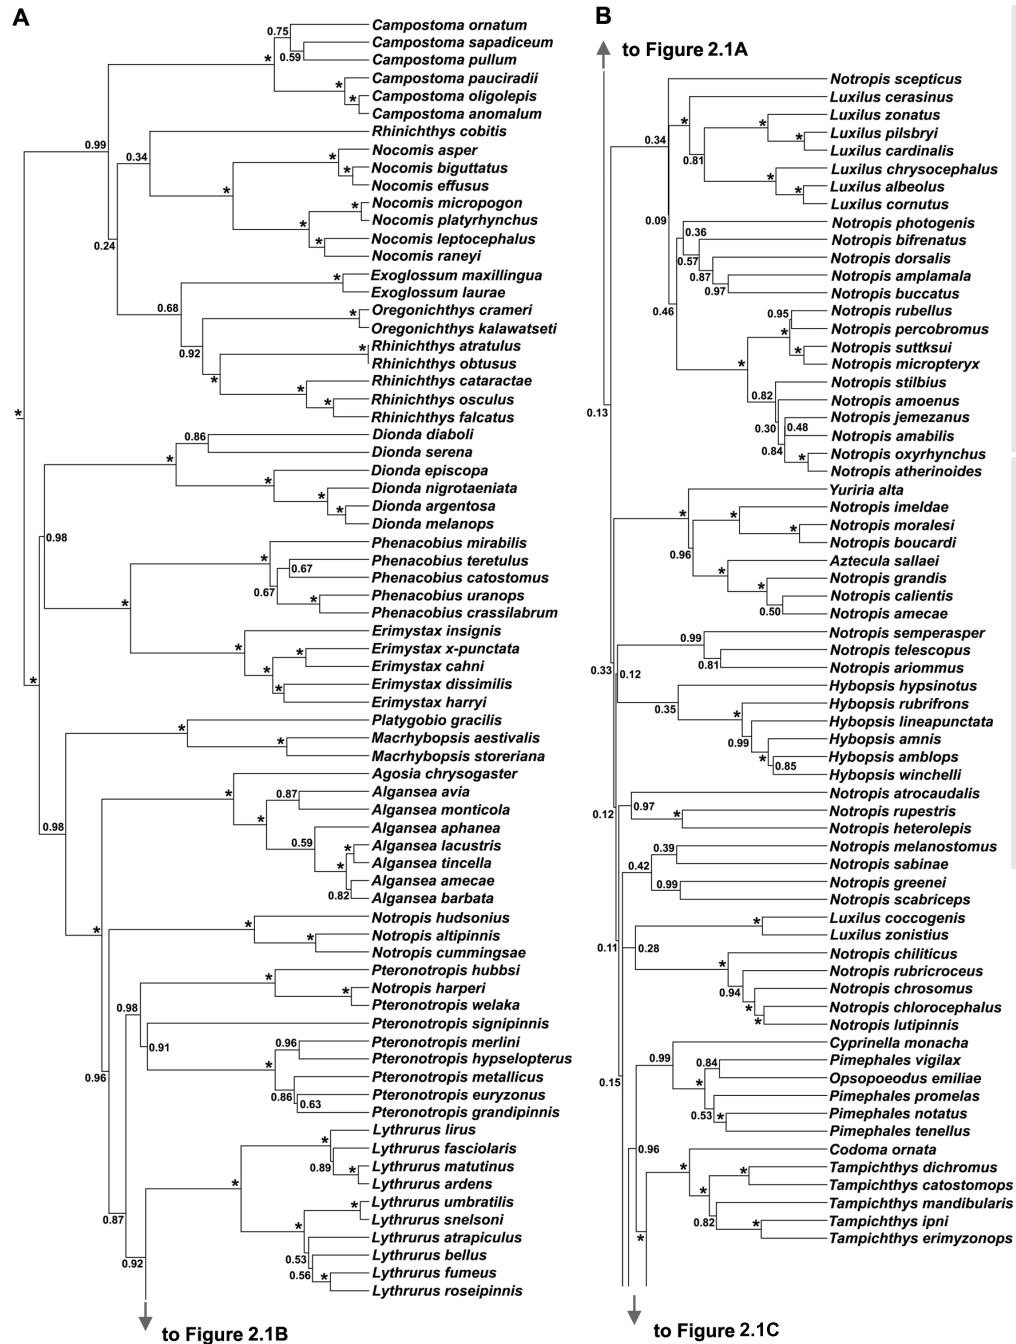 A
Campostoma ornatum
0.75
Campostoma sapadiceum
0.59
Campostoma pullum
*
Campostoma pauciradii
*
Campostoma oligolepis
*
Campostoma anomalum
Rhinichthys cobitis
0.99
0.34
Nocomis asper
*
Nocomis biguttatus
*
Nocomis effusus
*
Nocomis micropogon
*
Nocomis platyrhynchus
*
Nocomis leptocephalus
*
Nocomis raneyi
0.24
Exoglossum maxillingua
*
Exoglossum laurae
0.68
Oregonichthys crameri
*
Oregonichthys kalawatseti
0.92
Rhinichthys atratulus
*
Rhinichthys obtusus
*
Rhinichthys cataractae
*
Rhinichthys osculus
*
Rhinichthys falcatus
*
Dionda diaboli
0.86
Dionda serena
*
Dionda episcopa
*
Dionda nigrotaeniata
*
Dionda argentosa
*
Dionda melanops
0.98
Phenacobius mirabilis
*
Phenacobius teretulus
0.67
Phenacobius catostomus
0.67
Phenacobius uranops
*
Phenacobius crassilabrum
*
Erimystax insignis
*
Erimystax x-punctata
*
Erimystax cahni
*
Erimystax dissimilis
*
Erimystax harryi
*
Platygobio gracilis
*
Macrhybopsis aestivalis
*
Macrhybopsis storeriana
Agosia chrysogaster
*
Algansea avia
0.87
Algansea monticola
*
0.98
Algansea aphanea
0.59
Algansea lacustris
*
Algansea tincella
*
Algansea amecae
0.82
Algansea barbata
Notropis hudsonius
*
Notropis altipinnis
*
*
Notropis cummingsae
Pteronotropis hubbsi
*
Notropis harperi
*
Pteronotropis welaka
0.98
Pteronotropis signipinnis
0.91
Pteronotropis merlini
0.96
Pteronotropis hypselopterus
*
Pteronotropis metallicus
0.96
0.86
Pteronotropis euryzonus
0.63
Pteronotropis grandipinnis
Lythrurus lirus
*
Lythrurus fasciolaris
0.89
Lythrurus matutinus
*
Lythrurus ardens
*
Lythrurus umbratilis
*
Lythrurus snelsoni
*
0.87
Lythrurus atrapiculus
0.53
Lythrurus bellus
0.92
0.56
Lythrurus fumeus
*
Lythrurus roseipinnis
to Figure 2.1B
B
to Figure 2.1A
Notropis scepticus
Luxilus cerasinus
*
Luxilus zonatus
*
Luxilus pilsbryi
*
Luxilus cardinalis
0.34
0.81
Luxilus chrysocephalus
*
Luxilus albeolus
*
Luxilus cornutus
0.09
Notropis photogenis
0.36
Notropis bifrenatus
0.57
Notropis dorsalis
0.87
Notropis amplamala
0.97
Notropis buccatus
0.46
Notropis rubellus
0.95
Notropis percobromus
*
Notropis suttksui
*
Notropis micropteryx
Notropis stilbius
0.82
Notropis amoenus
0.13
Notropis jemezanus
0.30
0.48
Notropis amabilis
0.84
Notropis oxyrhynchus
*
Notropis atherinoides
Yuriria alta
*
Notropis imeldae
*
Notropis moralesi
*
Notropis boucardi
0.96
Aztecula sallaei
*
Notropis grandis
*
Notropis calientis
0.50
Notropis amecae
Notropis semperasper
0.99
Notropis telescopus
0.81
Notropis ariommus
0.33
0.12
Hybopsis hypsinotus
0.35
Hybopsis rubrifrons
*
Hybopsis lineapunctata
0.99
Hybopsis amnis
*
Hybopsis amblops
0.85
Hybopsis winchelli
Notropis atrocaudalis
0.12
0.97
Notropis rupestris
*
Notropis heterolepis
Notropis melanostomus
0.39
Notropis sabinae
0.42
Notropis greenei
0.99
Notropis scabriceps
Luxilus coccogenis
*
Luxilus zonistius
0.11
0.28
Notropis chiliticus
*
Notropis rubricroceus
0.94
Notropis chrosomus
*
Notropis chlorocephalus
*
Notropis lutipinnis
Cyprinella monacha
0.99
Pimephales vigilax
0.84
Opsopoeodus emiliae
0.15
*
Pimephales promelas
0.53
Pimephales notatus
*
Pimephales tenellus
0.96
Codoma ornata
*
Tampichthys dichromus
*
Tampichthys catostomops
*
Tampichthys mandibularis
0.82
Tampichthys ipni
*
Tampichthys erimyzonops
*
to Figure 2.1C